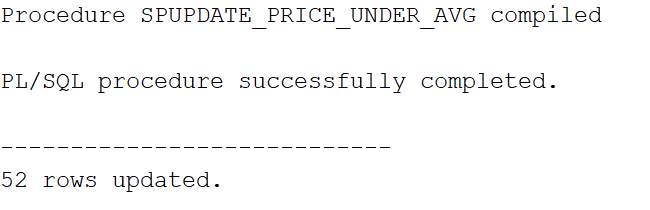 Procedure SPUPDATE_PRICE_UNDER_AVG compiled
PL/SQL procedure successfully completed.
----------------------------
52 rows updated.